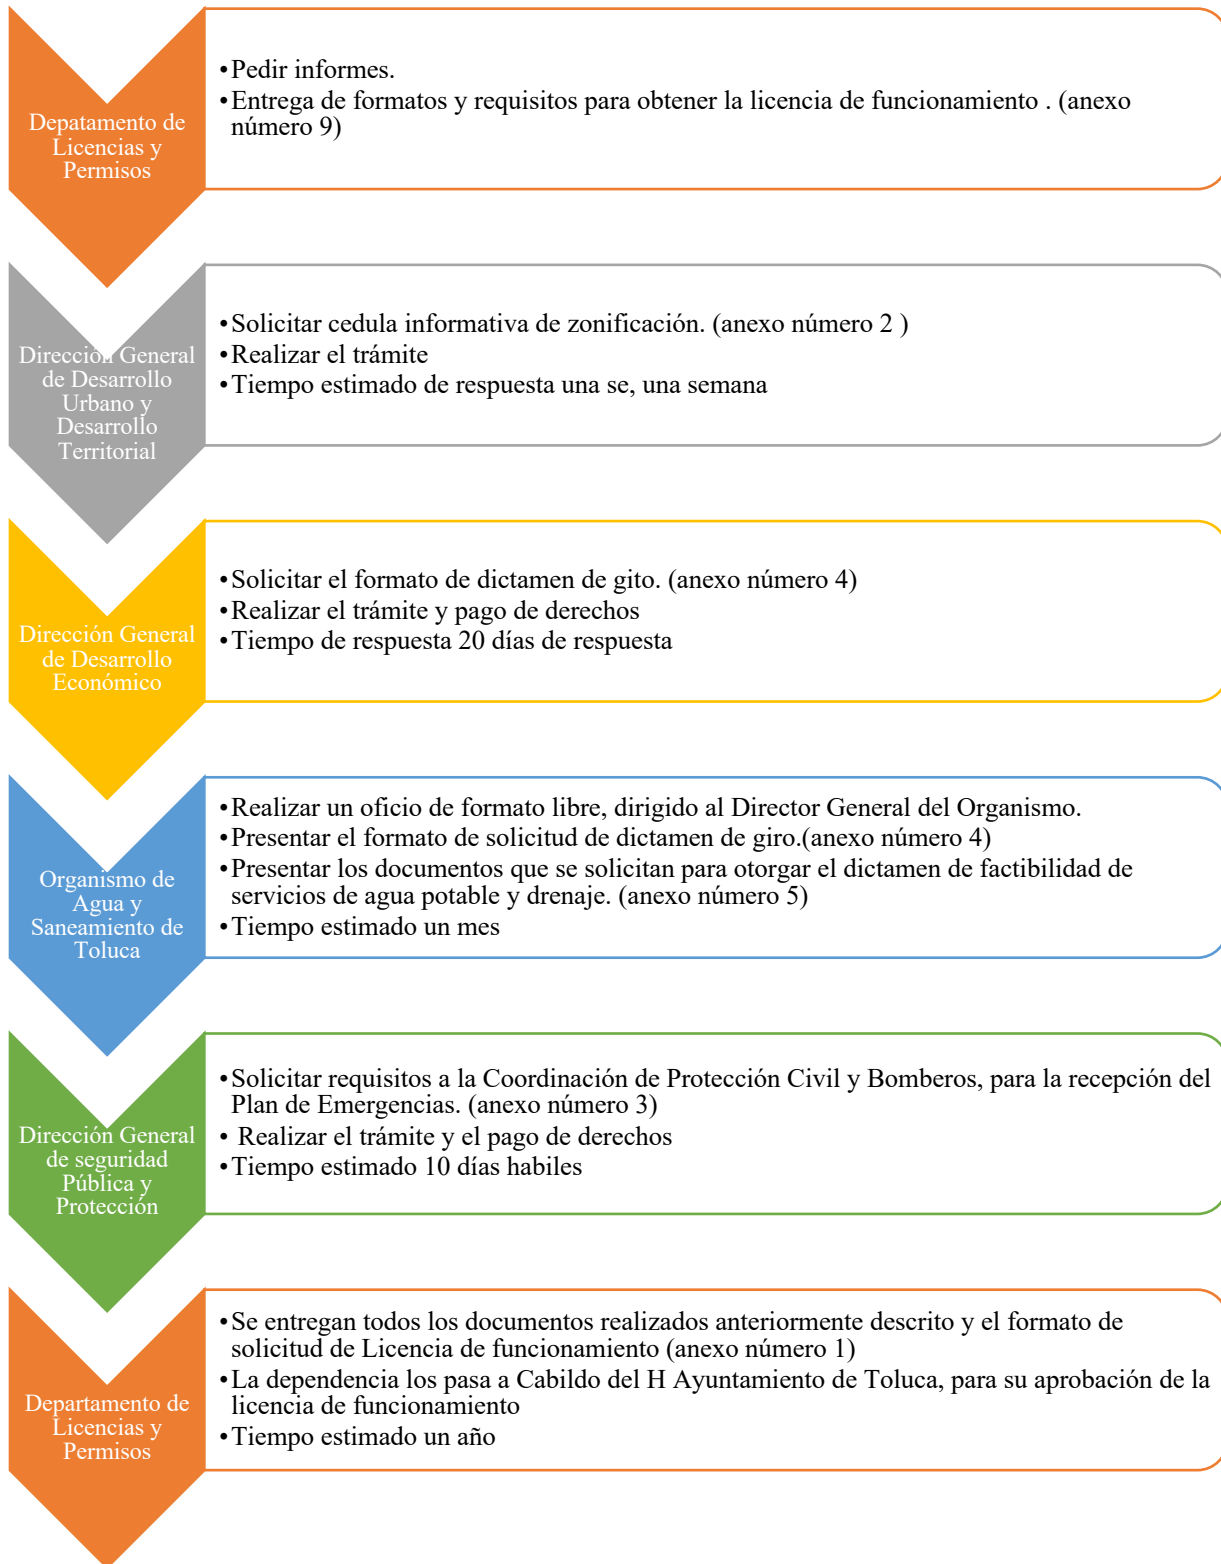 Depatamento de
Licencias y
Permisos
•Pedir informes.
•Entrega de formatos y requisitos para obtener la licencia de funcionamiento . (anexo
número 9)
Dirección General
de Desarrollo
Urbano y
Desarrollo
Territorial
•Solicitar cedula informativa de zonificación. (anexo número 2 )
•Realizar el trámite
•Tiempo estimado de respuesta una se, una semana
Dirección General
de Desarrollo
Económico
•Solicitar el formato de dictamen de gito. (anexo número 4)
•Realizar el trámite y pago de derechos
•Tiempo de respuesta 20 días de respuesta
Organismo de
Agua y
Saneamiento de
Toluca
•Realizar un oficio de formato libre, dirigido al Director General del Organismo.
•Presentar el formato de solicitud de dictamen de giro.(anexo número 4)
•Presentar los documentos que se solicitan para otorgar el dictamen de factibilidad de
servicios de agua potable y drenaje. (anexo número 5)
•Tiempo estimado un mes
Dirección General
de seguridad
Pública y
Protección
•Solicitar requisitos a la Coordinación de Protección Civil y Bomberos, para la recepción del
Plan de Emergencias. (anexo número 3)
• Realizar el trámite y el pago de derechos
•Tiempo estimado 10 días habiles
Departamento de
Licencias y
Permisos
•Se entregan todos los documentos realizados anteriormente descrito y el formato de
solicitud de Licencia de funcionamiento (anexo número 1)
•La dependencia los pasa a Cabildo del H Ayuntamiento de Toluca, para su aprobación de la
licencia de funcionamiento
•Tiempo estimado un año